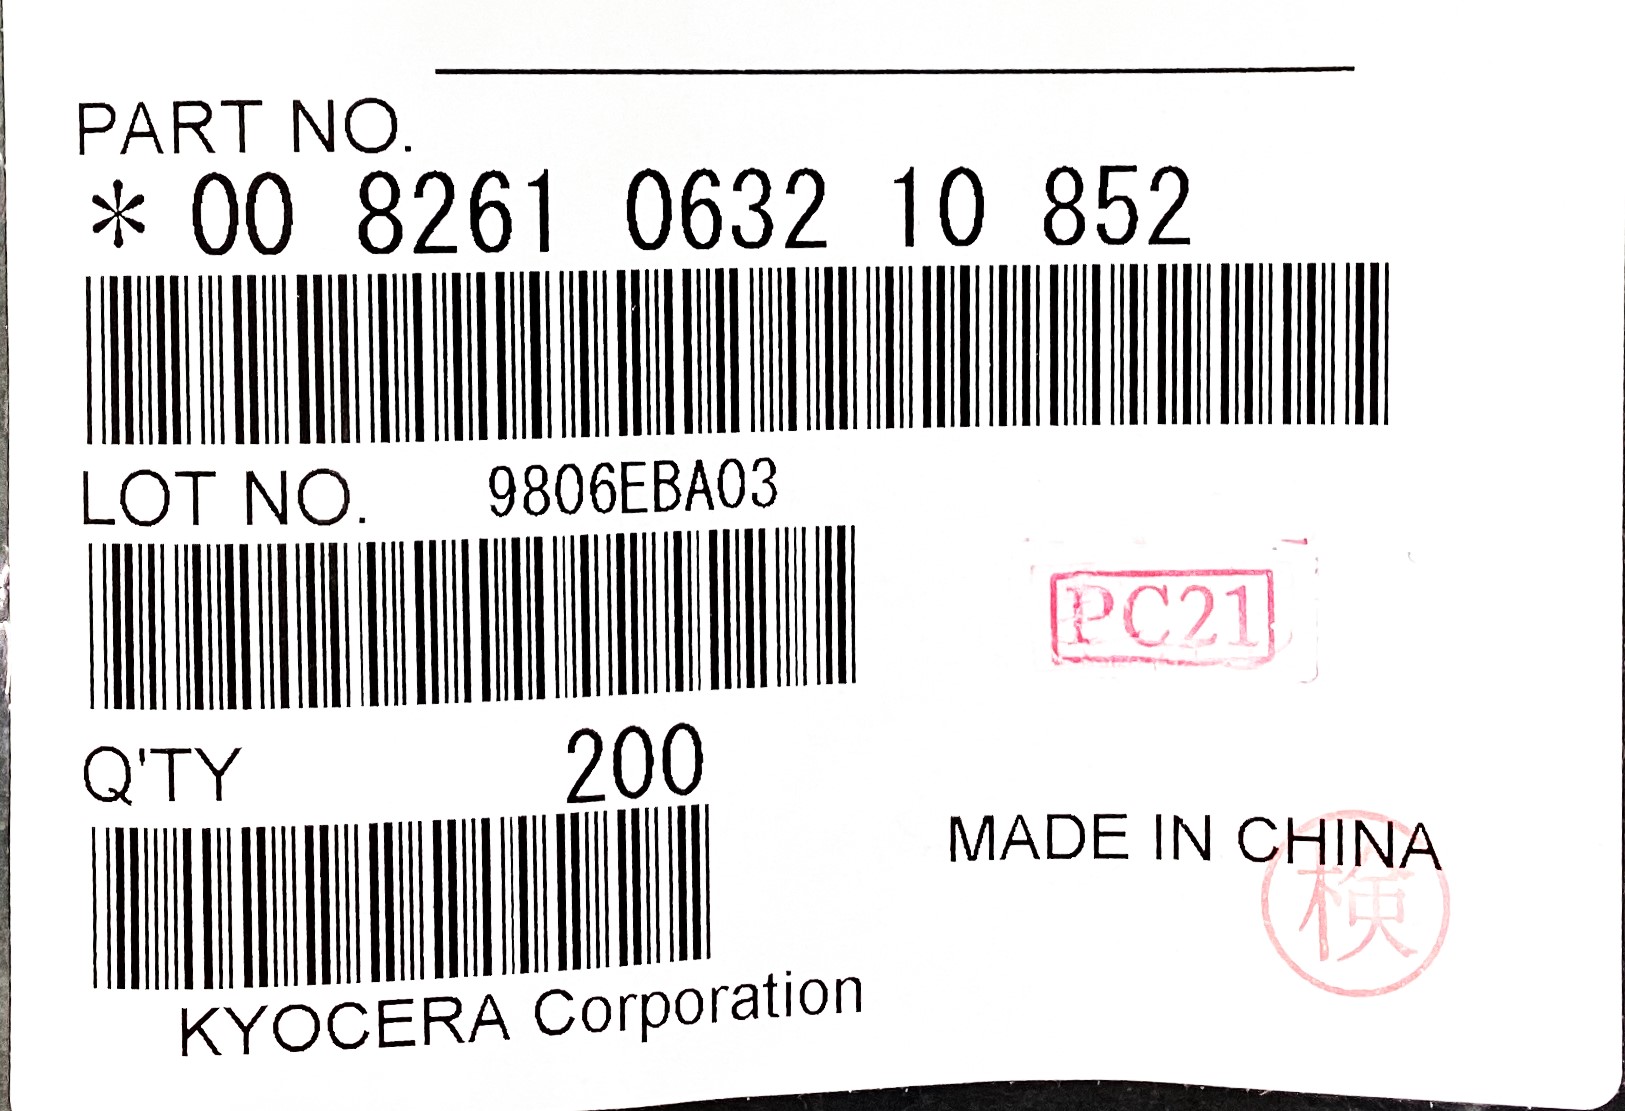 PART NO.
* 00 8261 0632 10 852
LOT NO. 9806EBA03
PC21
Q'TY 200
MADE IN CHINA
検
KYOCERA Corporation